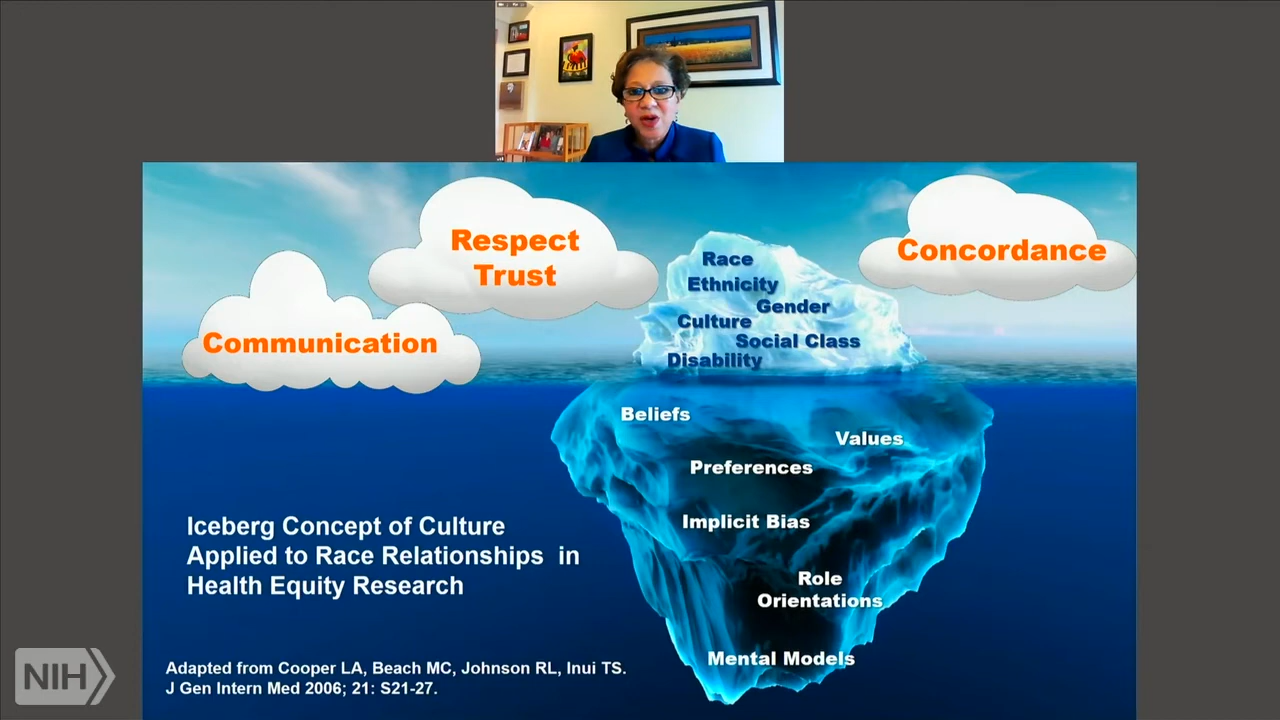 Respect
Trust
Communication
Concordance
Race
Ethnicity
Gender
Culture
Social Class
Disability
Beliefs
Values
Preferences
Implicit Bias
Role
Orientations
Mental Models
Iceberg Concept of Culture
Applied to Race Relationships in
Health Equity Research
Adapted from Cooper LA, Beach MC, Johnson RL, Inui TS.
J Gen Intern Med 2006; 21: S21-27.
NIH